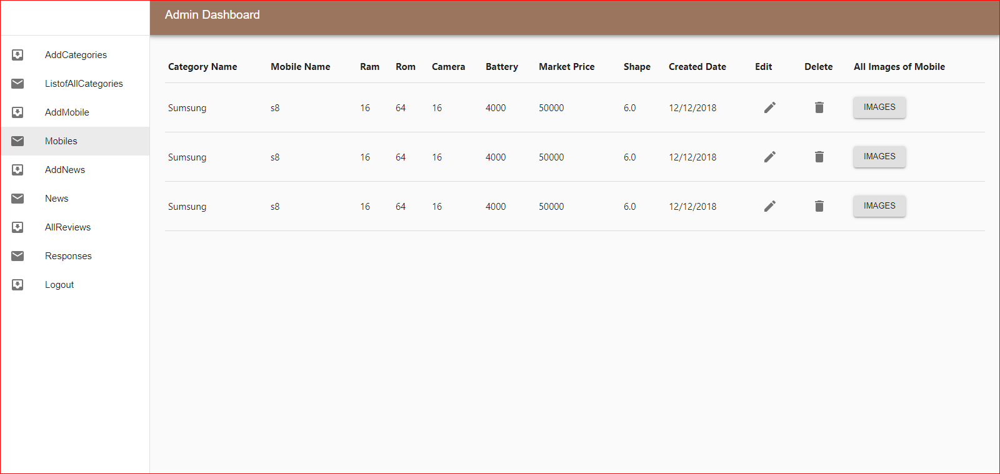 Admin Dashboard
AddCategories
ListofAllCategories
AddMobile
Mobiles
AddNews
News
AllReviews
Responses
Logout
Category Name Mobile Name Ram Rom Camera Battery Market Price Shape Created Date Edit Delete All Images of Mobile
Sumsung s8 16 64 16 4000 50000 6.0 12/12/2018 IMAGES
Sumsung s8 16 64 16 4000 50000 6.0 12/12/2018 IMAGES
Sumsung s8 16 64 16 4000 50000 6.0 12/12/2018 IMAGES